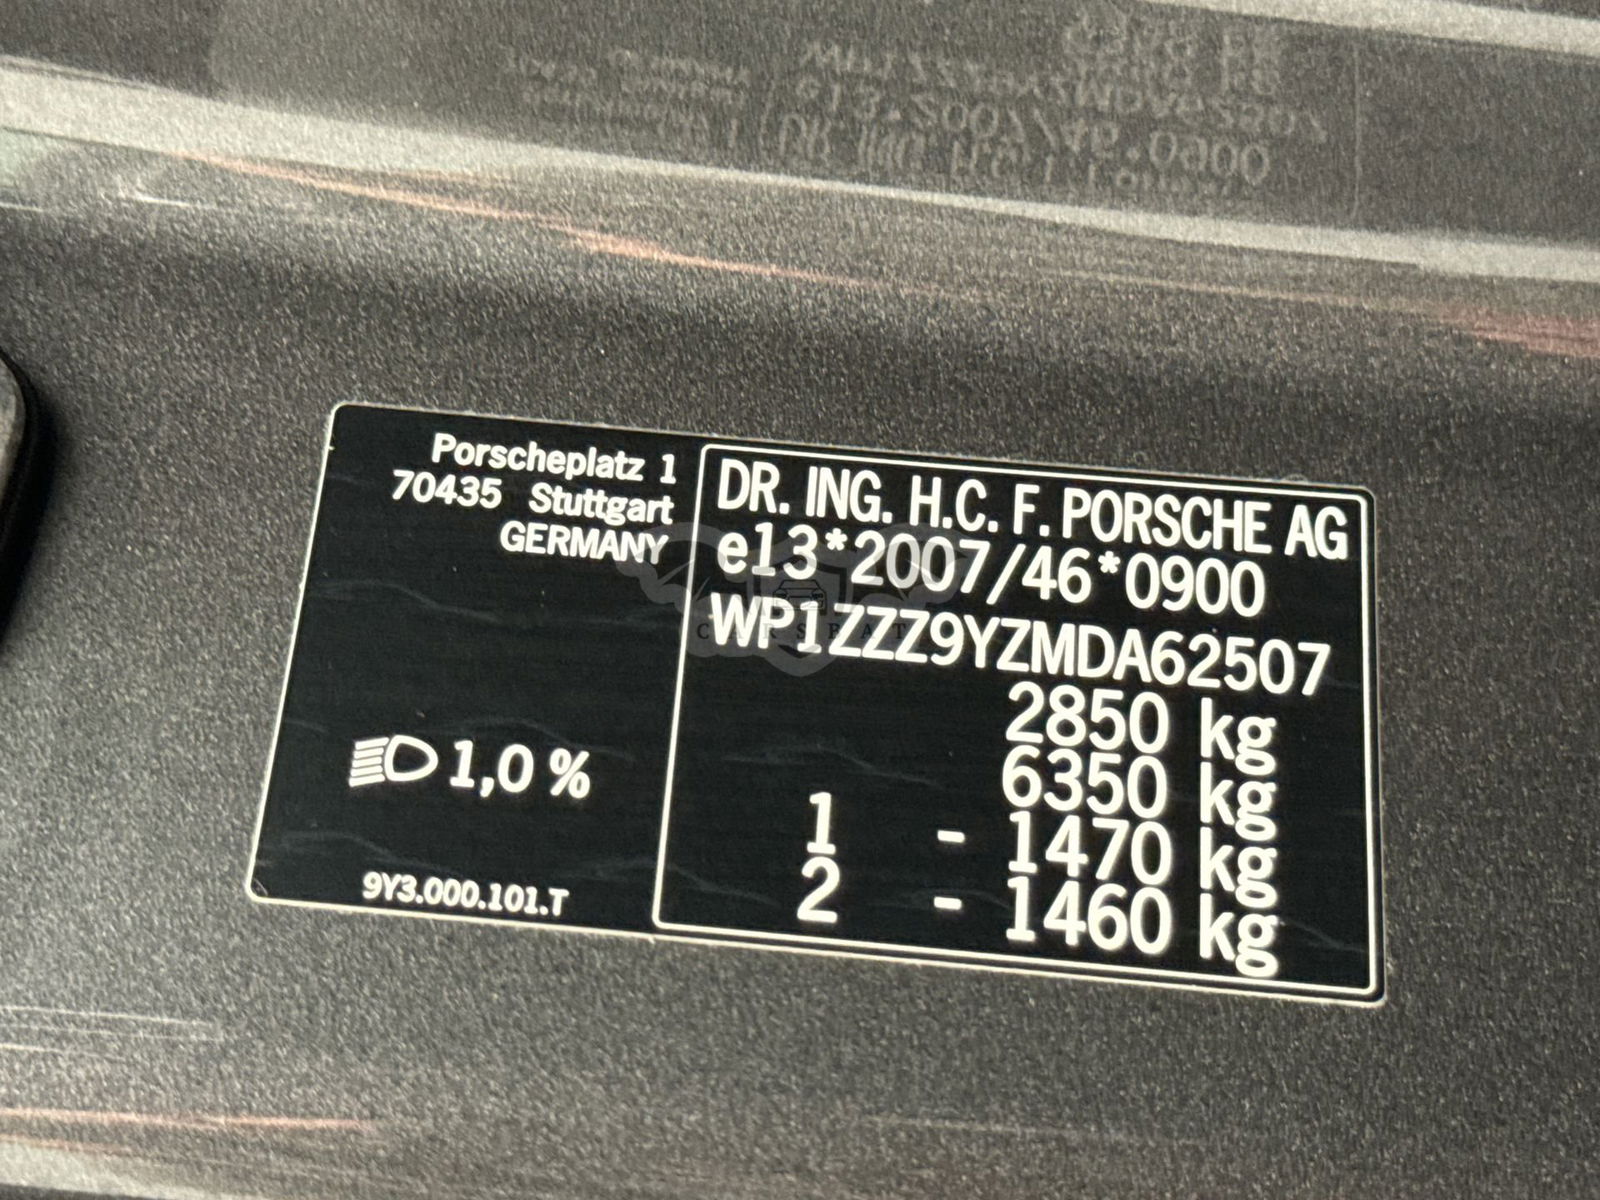 Porscheplatz 1
70435 Stuttgart
GERMANY
1,0 %
9Y3.000.101.T
DR. ING. H.C. F. PORSCHE AG
e13*2007/46*0900
WP1ZZZ9YZMDA62507
2850 kg
6350 kg
1 - 1470 kg
2 - 1460 kg